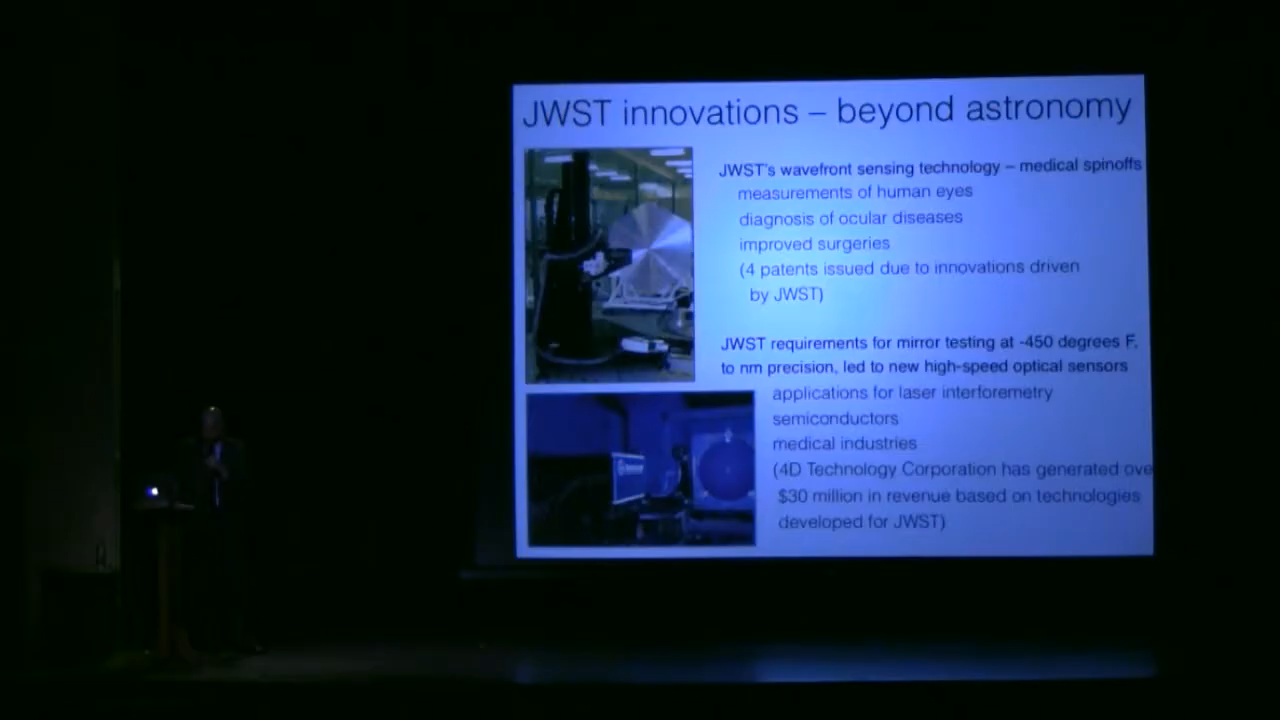 JWST innovations – beyond astronomy
JWST's wavefront sensing technology – medical spinoffs
measurements of human eyes
diagnosis of ocular diseases
improved surgeries
(4 patents issued due to innovations driven
by JWST)
JWST requirements for mirror testing at -450 degrees F,
to nm precision, led to new high-speed optical sensors
applications for laser interforemetry
semiconductors
medical industries
(4D Technology Corporation has generated ove
$30 million in revenue based on technologies
developed for JWST)